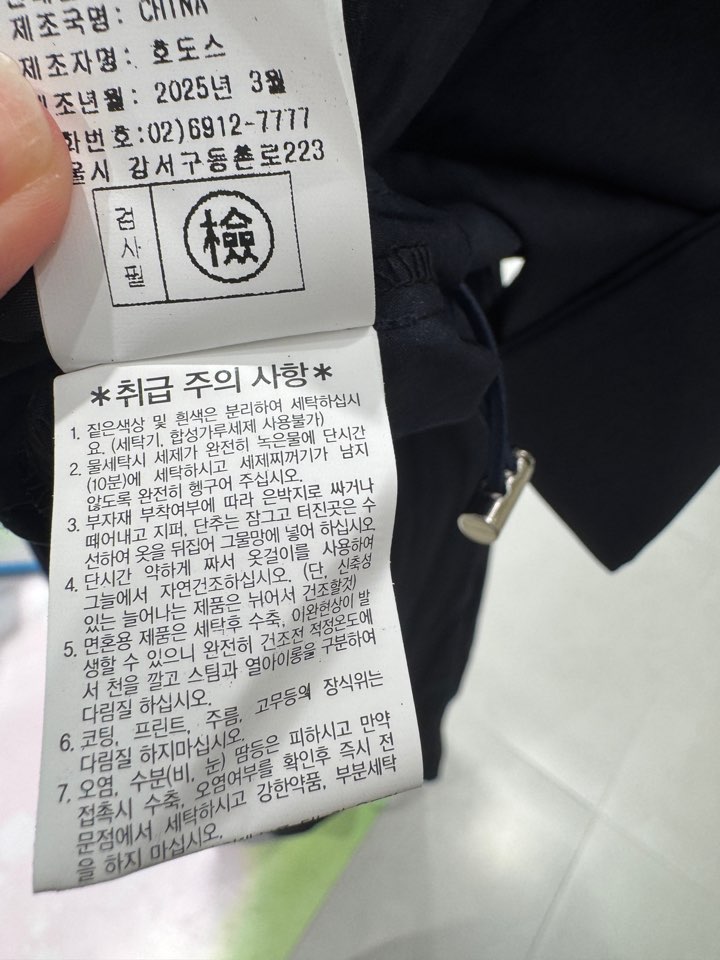 제조국명: CHINA
제조자명: 호도스
제조년월: 2025년 3월
전화번호:02)6912-7777
서울시 강서구등촌로223
검사필
檢
*취급 주의 사항*
1. 짙은색상 및 흰색은 분리하여 세탁하십시
요. (세탁기, 합성가루세제 사용불가)
2. 물세탁시 세제가 완전히 녹은물에 단시간
(10분)에 세탁하시고 세제찌꺼기가 남지
않도록 완전히 헹구어 주십시오.
3. 부자재 부착여부에 따라 은박지로 싸거나
떼어내고 지퍼, 단추는 잠그고 터진곳은 수
선하여 옷을 뒤집어 그물망에 넣어 하십시오
4. 단시간 약하게 짜서 옷걸이를 사용하여
그늘에서 자연건조하십시오. (단, 신축성
있는 늘어나는 제품은 뉘어서 건조할것)
5. 면혼용 제품은 세탁후 수축, 이완현상이 발
생할 수 있으니 완전히 건조전 적정온도에
서 천을 깔고 스팀과 열아이롱을 구분하여
다림질 하십시오.
6. 코팅, 프린트, 주름, 고무등의 장식위는
다림질 하지마십시오.
7. 오염, 수분(비, 눈) 땀등은 피하시고 만약
접촉시 수축, 오염여부를 확인후 즉시 전
문점에서 세탁하시고 강한약품, 부분세탁
을 하지 마십시오.